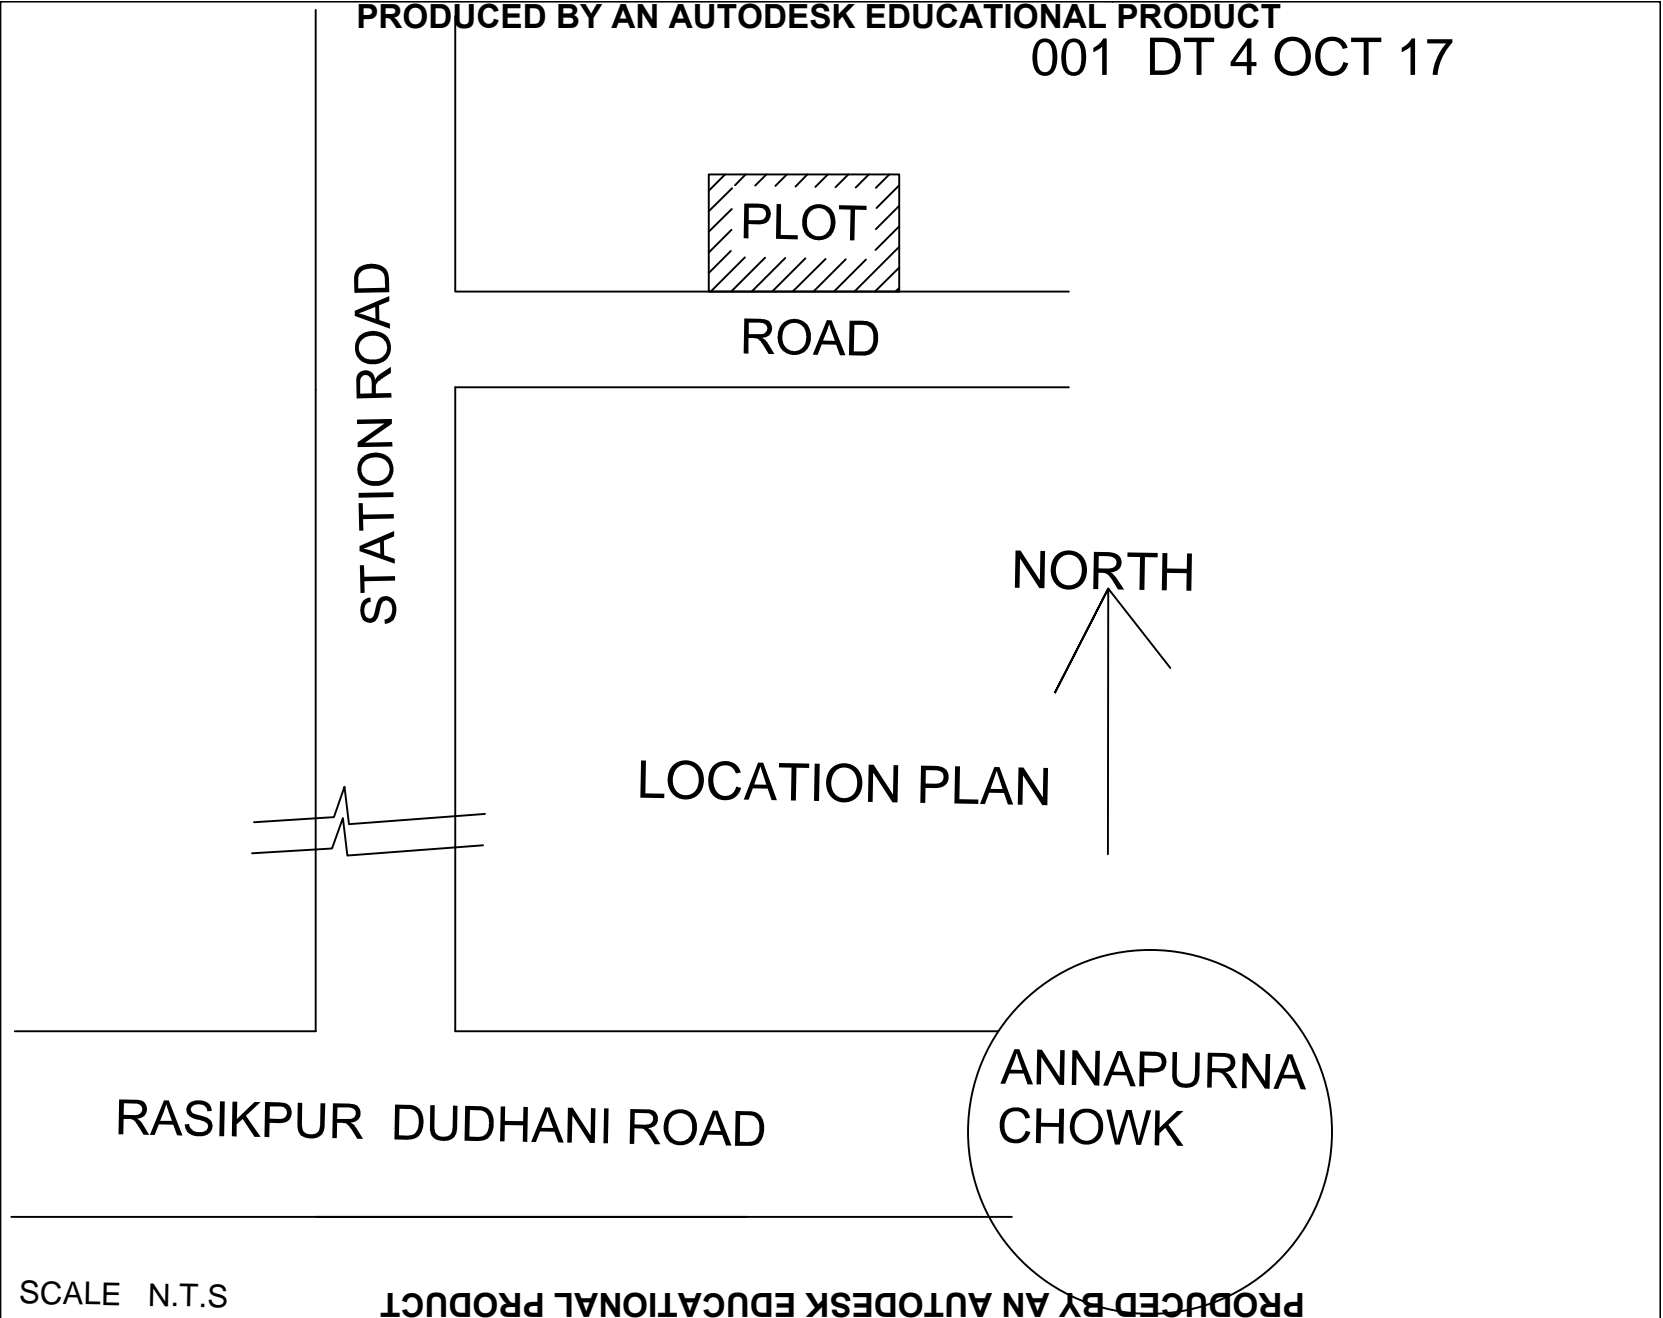 PRODUCED BY AN AUTODESK EDUCATIONAL PRODUCT
001 DT 4 OCT 17
PLOT
ROAD
STATION ROAD
NORTH
LOCATION PLAN
ANNAPURNA
CHOWK
RASIKPUR DUDHANI ROAD
SCALE N.T.S
PRODUCED BY AN AUTODESK EDUCATIONAL PRODUCT